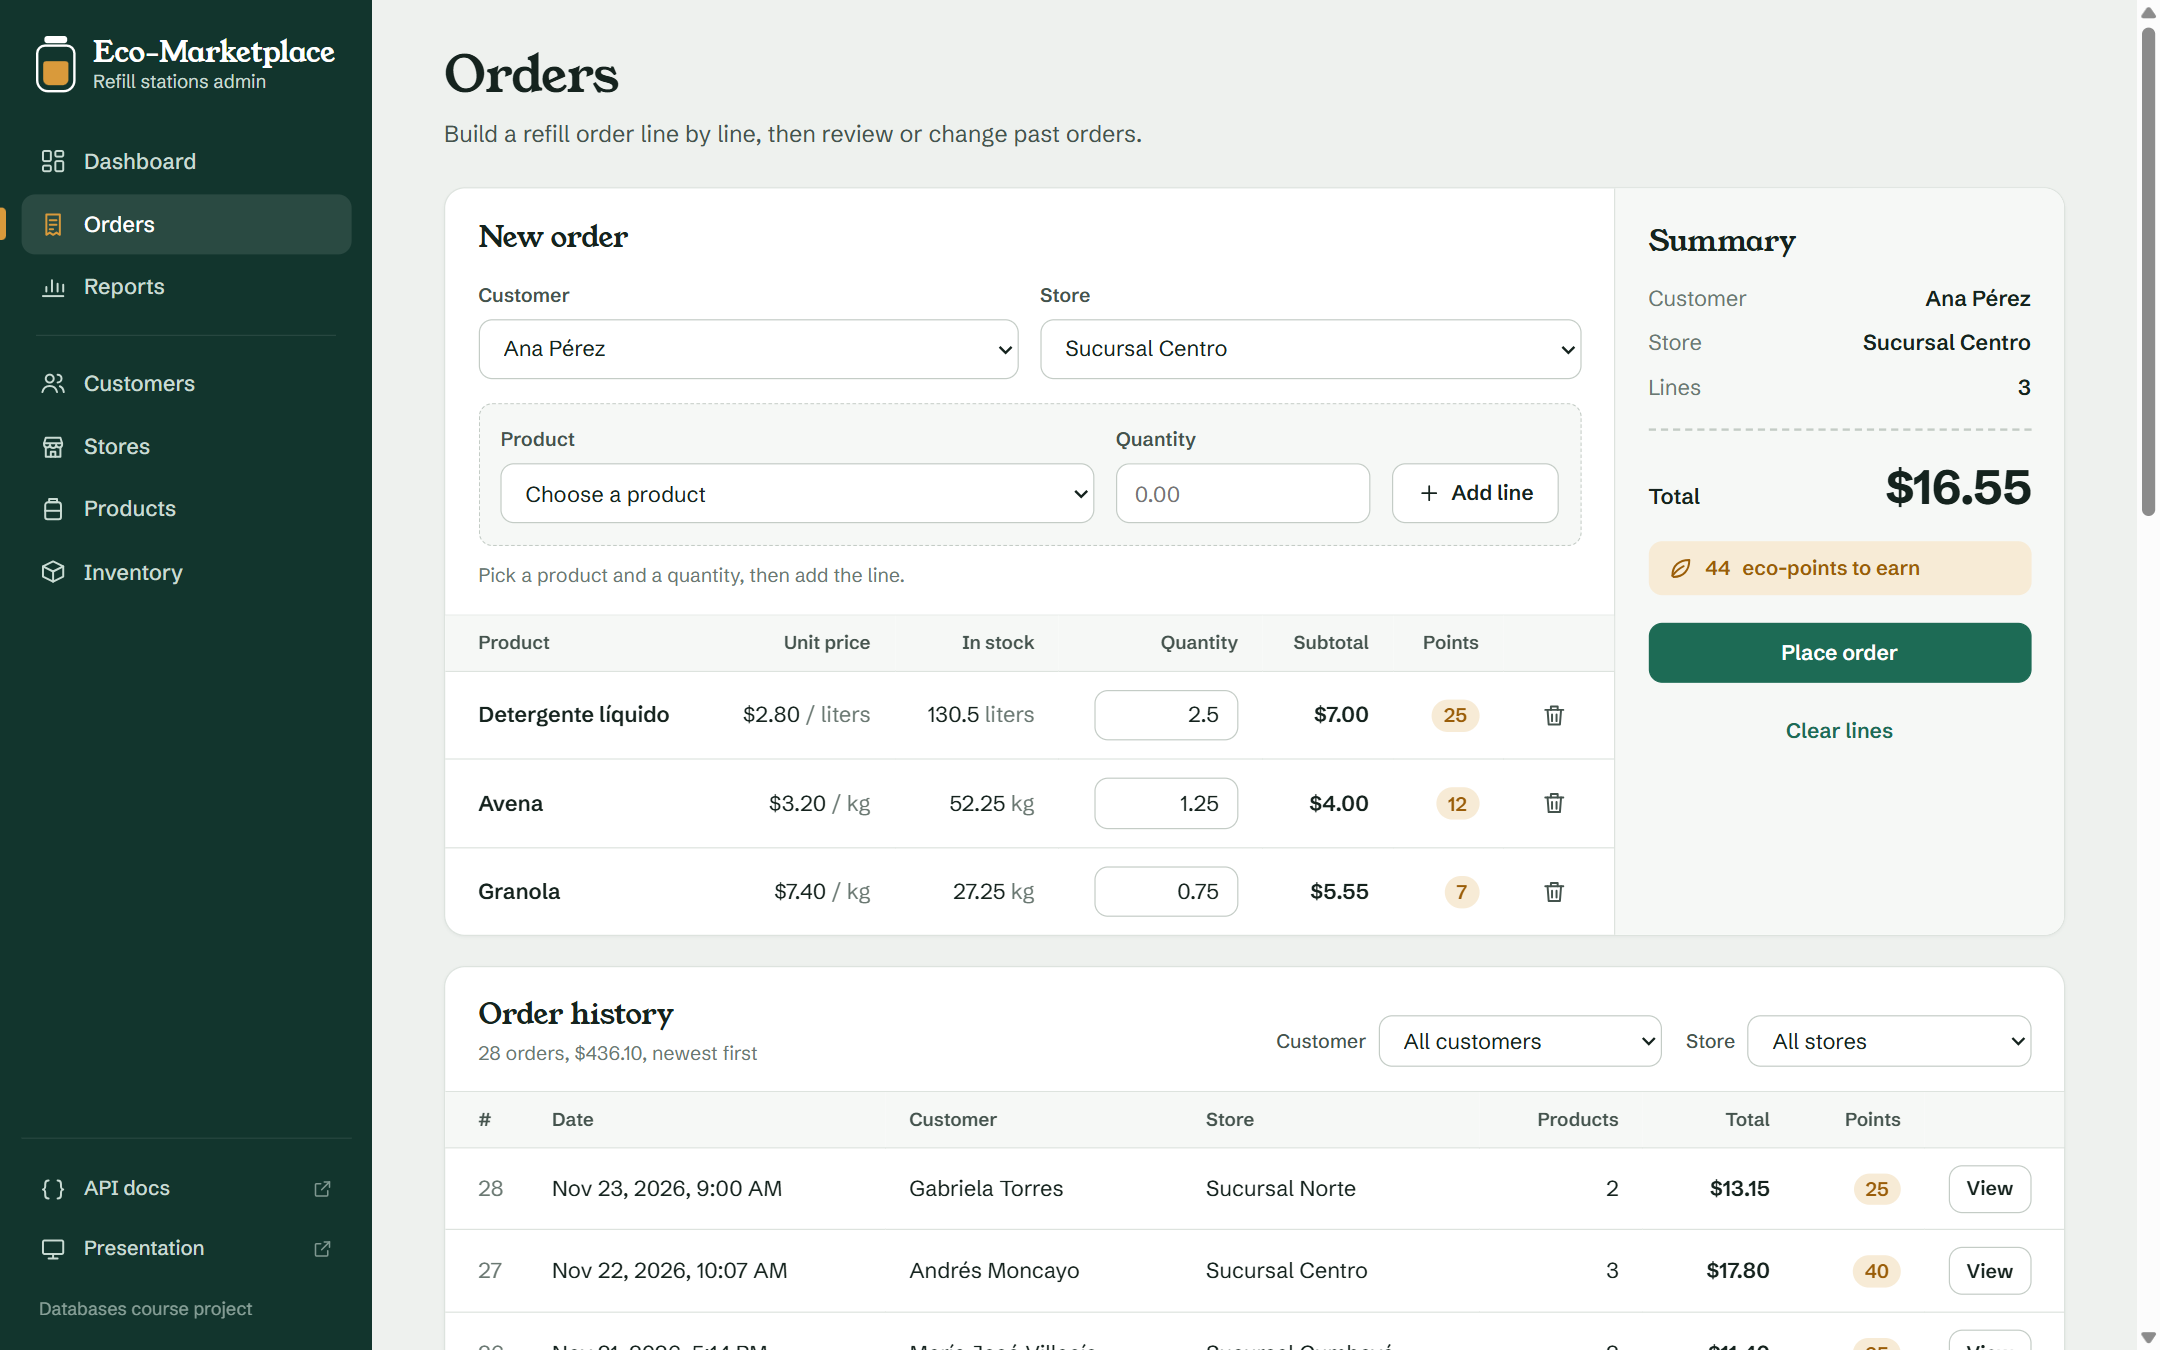 Eco-Marketplace
Refill stations admin
Dashboard
Orders
Reports
Customers
Stores
Products
Inventory
API docs
Presentation
Databases course project
Orders
Build a refill order line by line, then review or change past orders.
New order
Customer Store
Ana Pérez Sucursal Centro
Product Quantity
Choose a product 0.00 Add line
Pick a product and a quantity, then add the line.
Product Unit price In stock Quantity Subtotal Points
Detergente líquido $2.80 / liters 130.5 liters 2.5 $7.00 25
Avena $3.20 / kg 52.25 kg 1.25 $4.00 12
Granola $7.40 / kg 27.25 kg 0.75 $5.55 7
Summary
Customer Ana Pérez
Store Sucursal Centro
Lines 3
Total $16.55
44 eco-points to earn
Place order
Clear lines
Order history
28 orders, $436.10, newest first
Customer All customers Store All stores
# Date Customer Store Products Total Points
28 Nov 23, 2026, 9:00 AM Gabriela Torres Sucursal Norte 2 $13.15 25 View
27 Nov 22, 2026, 10:07 AM Andrés Moncayo Sucursal Centro 3 $17.80 40 View